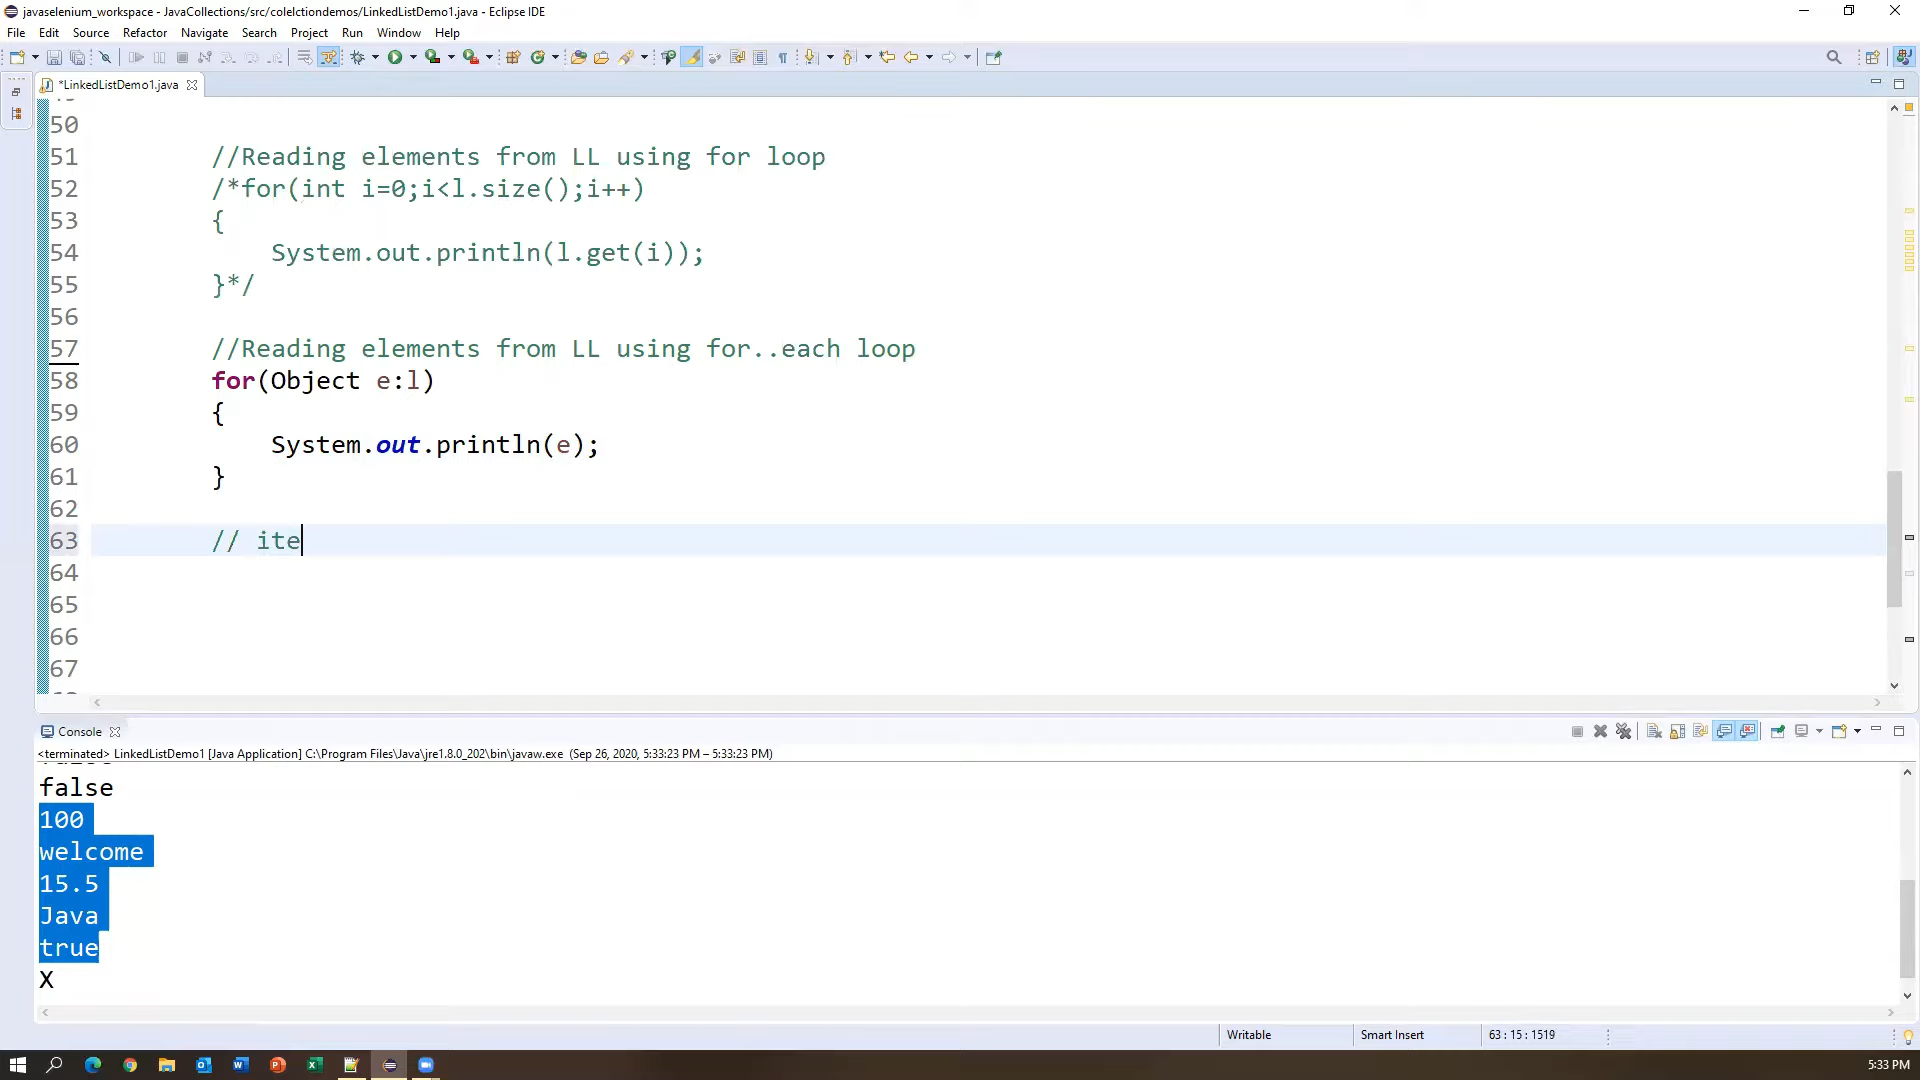 javaselenium_workspace - JavaCollections/src/colelctiondemos/LinkedListDemo1.java - Eclipse IDE
File Edit Source Refactor Navigate Search Project Run Window Help
*LinkedListDemo1.java
50
51 //Reading elements from LL using for loop
52 /*for(int i=0;i<l.size();i++)
53 {
54 System.out.println(l.get(i));
55 }*/
56
57 //Reading elements from LL using for..each loop
58 for(Object e:l)
59 {
60 System.out.println(e);
61 }
62
63 // ite
64
65
66
67
Console
<terminated> LinkedListDemo1 [Java Application] C:\Program Files\Java\jre1.8.0_202\bin\javaw.exe (Sep 26, 2020, 5:33:23 PM – 5:33:23 PM)
false
100
welcome
15.5
Java
true
X
Writable Smart Insert 63 : 15 : 1519
5:33 PM